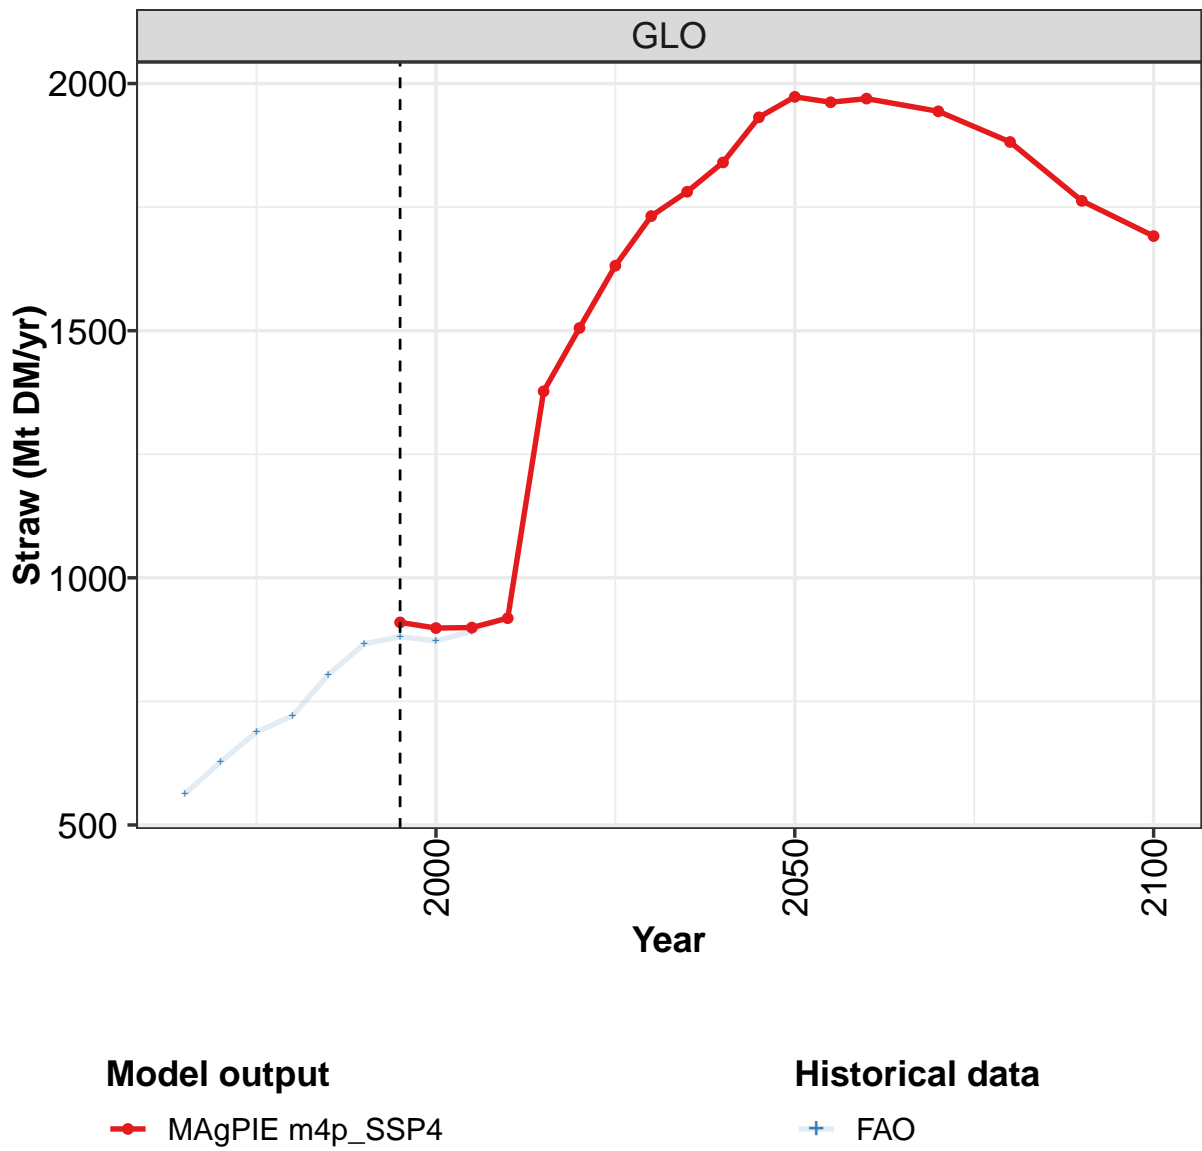 GLO
Straw (Mt DM/yr)
2000
1500
1000
500
2000
2050
2100
Year
Model output
MAgPIE m4p_SSP4
Historical data
FAO